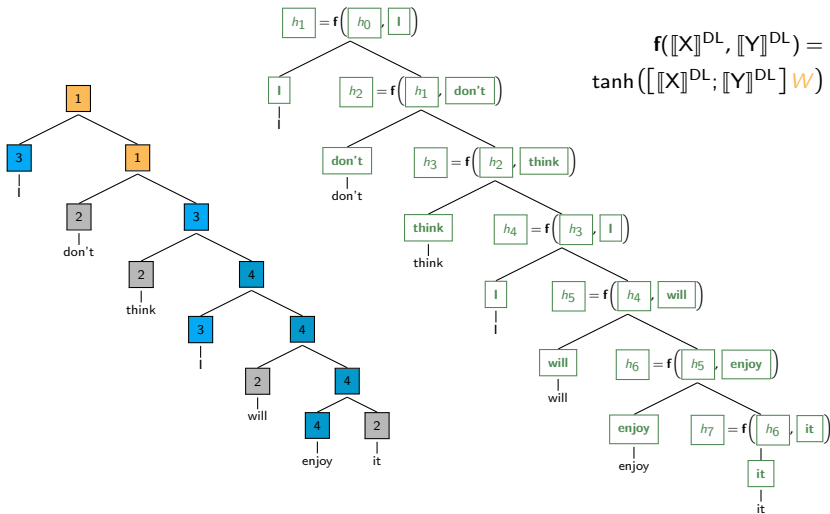 h₁ = f(h₀, I)
f(⟦X⟧ᴰᴸ, ⟦Y⟧ᴰᴸ) =
tanh([⟦X⟧ᴰᴸ; ⟦Y⟧ᴰᴸ] W)
1
I
I
h₂ = f(h₁, don't)
3
I
1
don't
don't
h₃ = f(h₂, think)
2
don't
3
think
think
h₄ = f(h₃, I)
2
think
4
I
I
h₅ = f(h₄, will)
3
I
4
will
will
h₆ = f(h₅, enjoy)
2
will
4
enjoy
enjoy
h₇ = f(h₆, it)
4
enjoy
2
it
it
it